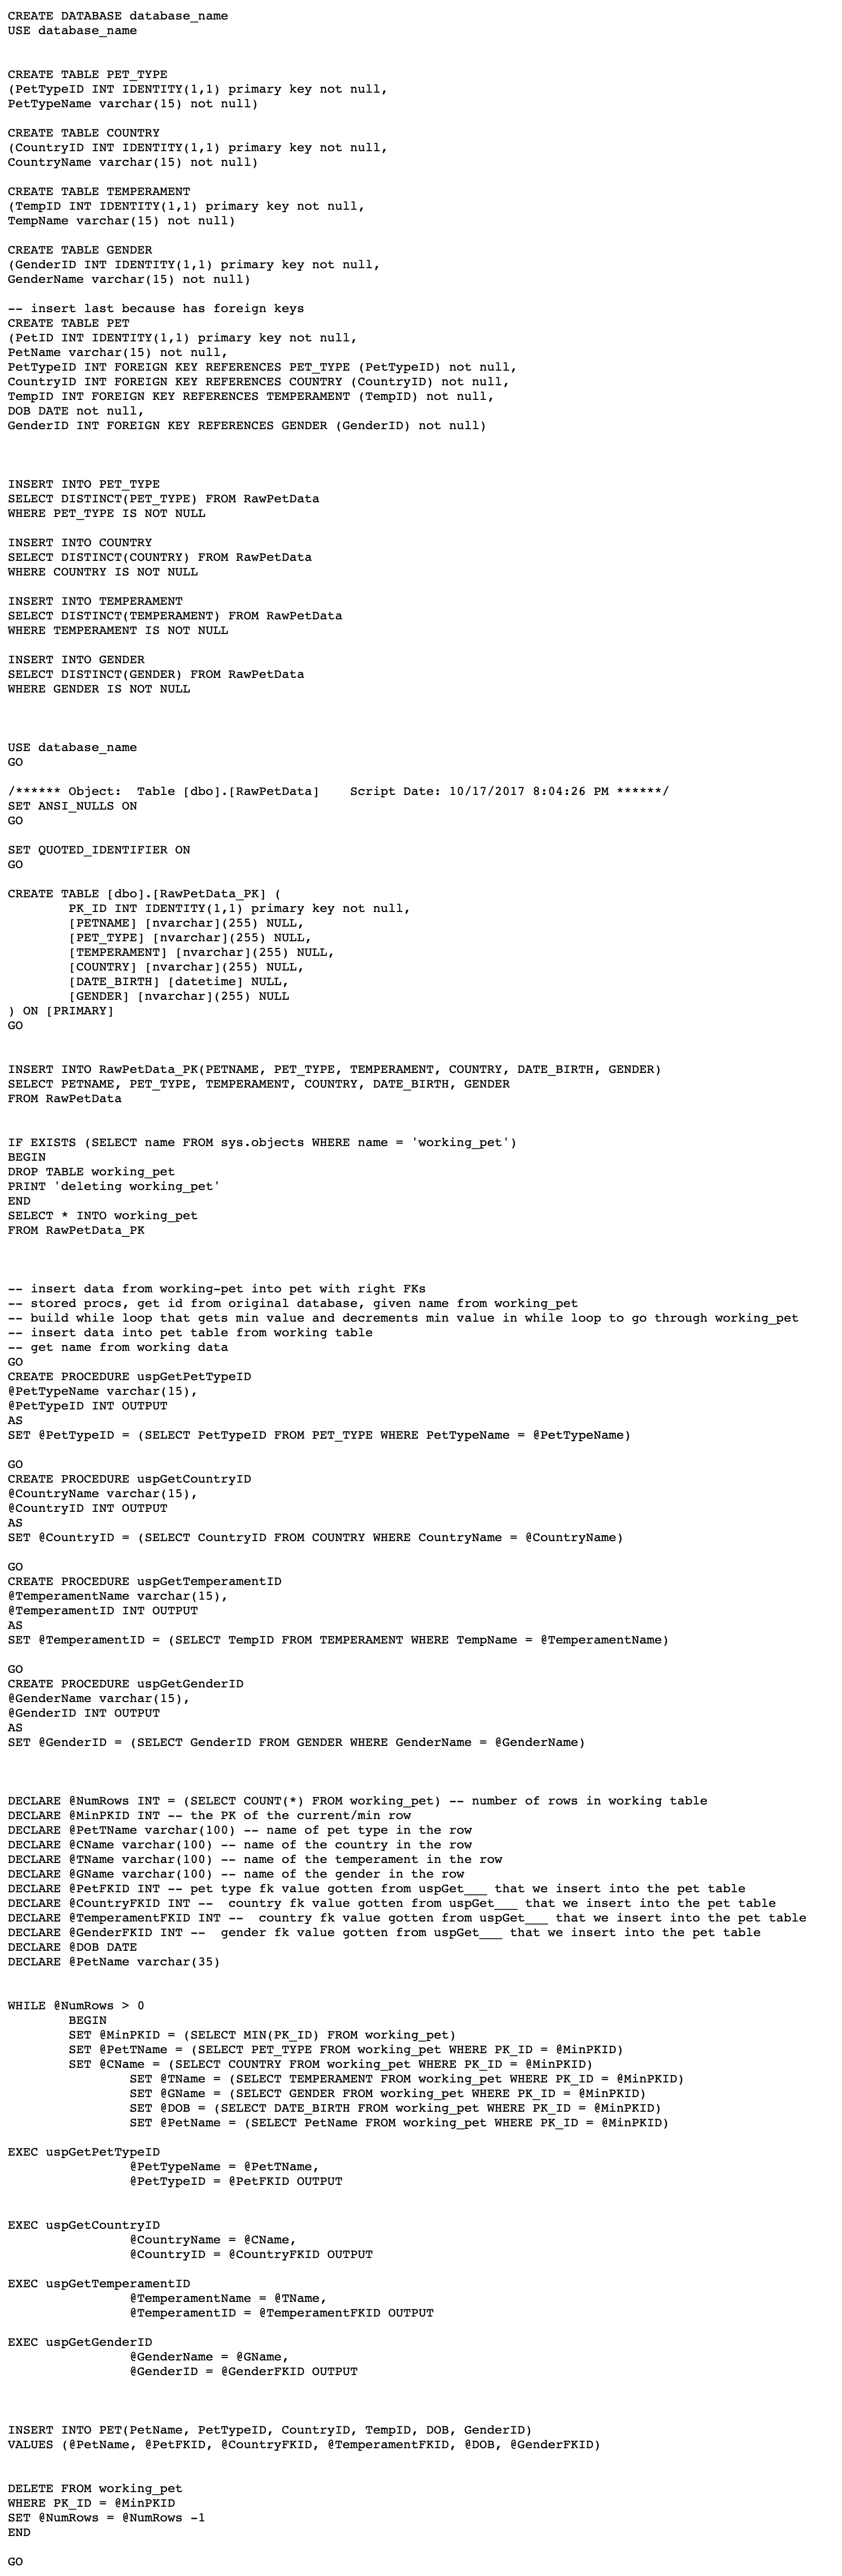 CREATE DATABASE database_name
USE database_name
CREATE TABLE PET_TYPE
(PetTypeID INT IDENTITY(1,1) primary key not null,
PetTypeName varchar(15) not null)
CREATE TABLE COUNTRY
(CountryID INT IDENTITY(1,1) primary key not null,
CountryName varchar(15) not null)
CREATE TABLE TEMPERAMENT
(TempID INT IDENTITY(1,1) primary key not null,
TempName varchar(15) not null)
CREATE TABLE GENDER
(GenderID INT IDENTITY(1,1) primary key not null,
GenderName varchar(15) not null)
-- insert last because has foreign keys
CREATE TABLE PET
(PetID INT IDENTITY(1,1) primary key not null,
PetName varchar(15) not null,
PetTypeID INT FOREIGN KEY REFERENCES PET_TYPE (PetTypeID) not null,
CountryID INT FOREIGN KEY REFERENCES COUNTRY (CountryID) not null,
TempID INT FOREIGN KEY REFERENCES TEMPERAMENT (TempID) not null,
DOB DATE not null,
GenderID INT FOREIGN KEY REFERENCES GENDER (GenderID) not null)
INSERT INTO PET_TYPE
SELECT DISTINCT(PET_TYPE) FROM RawPetData
WHERE PET_TYPE IS NOT NULL
INSERT INTO COUNTRY
SELECT DISTINCT(COUNTRY) FROM RawPetData
WHERE COUNTRY IS NOT NULL
INSERT INTO TEMPERAMENT
SELECT DISTINCT(TEMPERAMENT) FROM RawPetData
WHERE TEMPERAMENT IS NOT NULL
INSERT INTO GENDER
SELECT DISTINCT(GENDER) FROM RawPetData
WHERE GENDER IS NOT NULL
USE database_name
GO
/****** Object:  Table [dbo].[RawPetData]    Script Date: 10/17/2017 8:04:26 PM ******/
SET ANSI_NULLS ON
GO
SET QUOTED_IDENTIFIER ON
GO
CREATE TABLE [dbo].[RawPetData_PK] (
PK_ID INT IDENTITY(1,1) primary key not null,
[PETNAME] [nvarchar](255) NULL,
[PET_TYPE] [nvarchar](255) NULL,
[TEMPERAMENT] [nvarchar](255) NULL,
[COUNTRY] [nvarchar](255) NULL,
[DATE_BIRTH] [datetime] NULL,
[GENDER] [nvarchar](255) NULL
) ON [PRIMARY]
GO
INSERT INTO RawPetData_PK(PETNAME, PET_TYPE, TEMPERAMENT, COUNTRY, DATE_BIRTH, GENDER)
SELECT PETNAME, PET_TYPE, TEMPERAMENT, COUNTRY, DATE_BIRTH, GENDER
FROM RawPetData
IF EXISTS (SELECT name FROM sys.objects WHERE name = 'working_pet')
BEGIN
DROP TABLE working_pet
PRINT 'deleting working_pet'
END
SELECT * INTO working_pet
FROM RawPetData_PK
-- insert data from working-pet into pet with right FKs
-- stored procs, get id from original database, given name from working_pet
-- build while loop that gets min value and decrements min value in while loop to go through working_pet
-- insert data into pet table from working table
-- get name from working data
GO
CREATE PROCEDURE uspGetPetTypeID
@PetTypeName varchar(15),
@PetTypeID INT OUTPUT
AS
SET @PetTypeID = (SELECT PetTypeID FROM PET_TYPE WHERE PetTypeName = @PetTypeName)
GO
CREATE PROCEDURE uspGetCountryID
@CountryName varchar(15),
@CountryID INT OUTPUT
AS
SET @CountryID = (SELECT CountryID FROM COUNTRY WHERE CountryName = @CountryName)
GO
CREATE PROCEDURE uspGetTemperamentID
@TemperamentName varchar(15),
@TemperamentID INT OUTPUT
AS
SET @TemperamentID = (SELECT TempID FROM TEMPERAMENT WHERE TempName = @TemperamentName)
GO
CREATE PROCEDURE uspGetGenderID
@GenderName varchar(15),
@GenderID INT OUTPUT
AS
SET @GenderID = (SELECT GenderID FROM GENDER WHERE GenderName = @GenderName)
DECLARE @NumRows INT = (SELECT COUNT(*) FROM working_pet) -- number of rows in working table
DECLARE @MinPKID INT -- the PK of the current/min row
DECLARE @PetTName varchar(100) -- name of pet type in the row
DECLARE @CName varchar(100) -- name of the country in the row
DECLARE @TName varchar(100) -- name of the temperament in the row
DECLARE @GName varchar(100) -- name of the gender in the row
DECLARE @PetFKID INT -- pet type fk value gotten from uspGet___ that we insert into the pet table
DECLARE @CountryFKID INT --  country fk value gotten from uspGet___ that we insert into the pet table
DECLARE @TemperamentFKID INT --  country fk value gotten from uspGet___ that we insert into the pet table
DECLARE @GenderFKID INT --  gender fk value gotten from uspGet___ that we insert into the pet table
DECLARE @DOB DATE
DECLARE @PetName varchar(35)
WHILE @NumRows > 0
BEGIN
SET @MinPKID = (SELECT MIN(PK_ID) FROM working_pet)
SET @PetTName = (SELECT PET_TYPE FROM working_pet WHERE PK_ID = @MinPKID)
SET @CName = (SELECT COUNTRY FROM working_pet WHERE PK_ID = @MinPKID)
SET @TName = (SELECT TEMPERAMENT FROM working_pet WHERE PK_ID = @MinPKID)
SET @GName = (SELECT GENDER FROM working_pet WHERE PK_ID = @MinPKID)
SET @DOB = (SELECT DATE_BIRTH FROM working_pet WHERE PK_ID = @MinPKID)
SET @PetName = (SELECT PetName FROM working_pet WHERE PK_ID = @MinPKID)
EXEC uspGetPetTypeID
@PetTypeName = @PetTName,
@PetTypeID = @PetFKID OUTPUT
EXEC uspGetCountryID
@CountryName = @CName,
@CountryID = @CountryFKID OUTPUT
EXEC uspGetTemperamentID
@TemperamentName = @TName,
@TemperamentID = @TemperamentFKID OUTPUT
EXEC uspGetGenderID
@GenderName = @GName,
@GenderID = @GenderFKID OUTPUT
INSERT INTO PET(PetName, PetTypeID, CountryID, TempID, DOB, GenderID)
VALUES (@PetName, @PetFKID, @CountryFKID, @TemperamentFKID, @DOB, @GenderFKID)
DELETE FROM working_pet
WHERE PK_ID = @MinPKID
SET @NumRows = @NumRows -1
END
GO